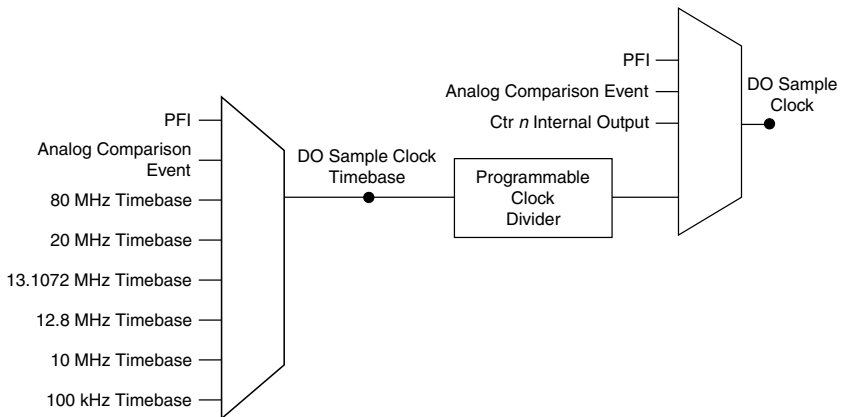 PFI
Analog Comparison Event
Ctr n Internal Output
DO Sample
Clock
PFI
Analog Comparison
Event
80 MHz Timebase
20 MHz Timebase
13.1072 MHz Timebase
12.8 MHz Timebase
10 MHz Timebase
100 kHz Timebase
DO Sample Clock
Timebase
Programmable
Clock
Divider